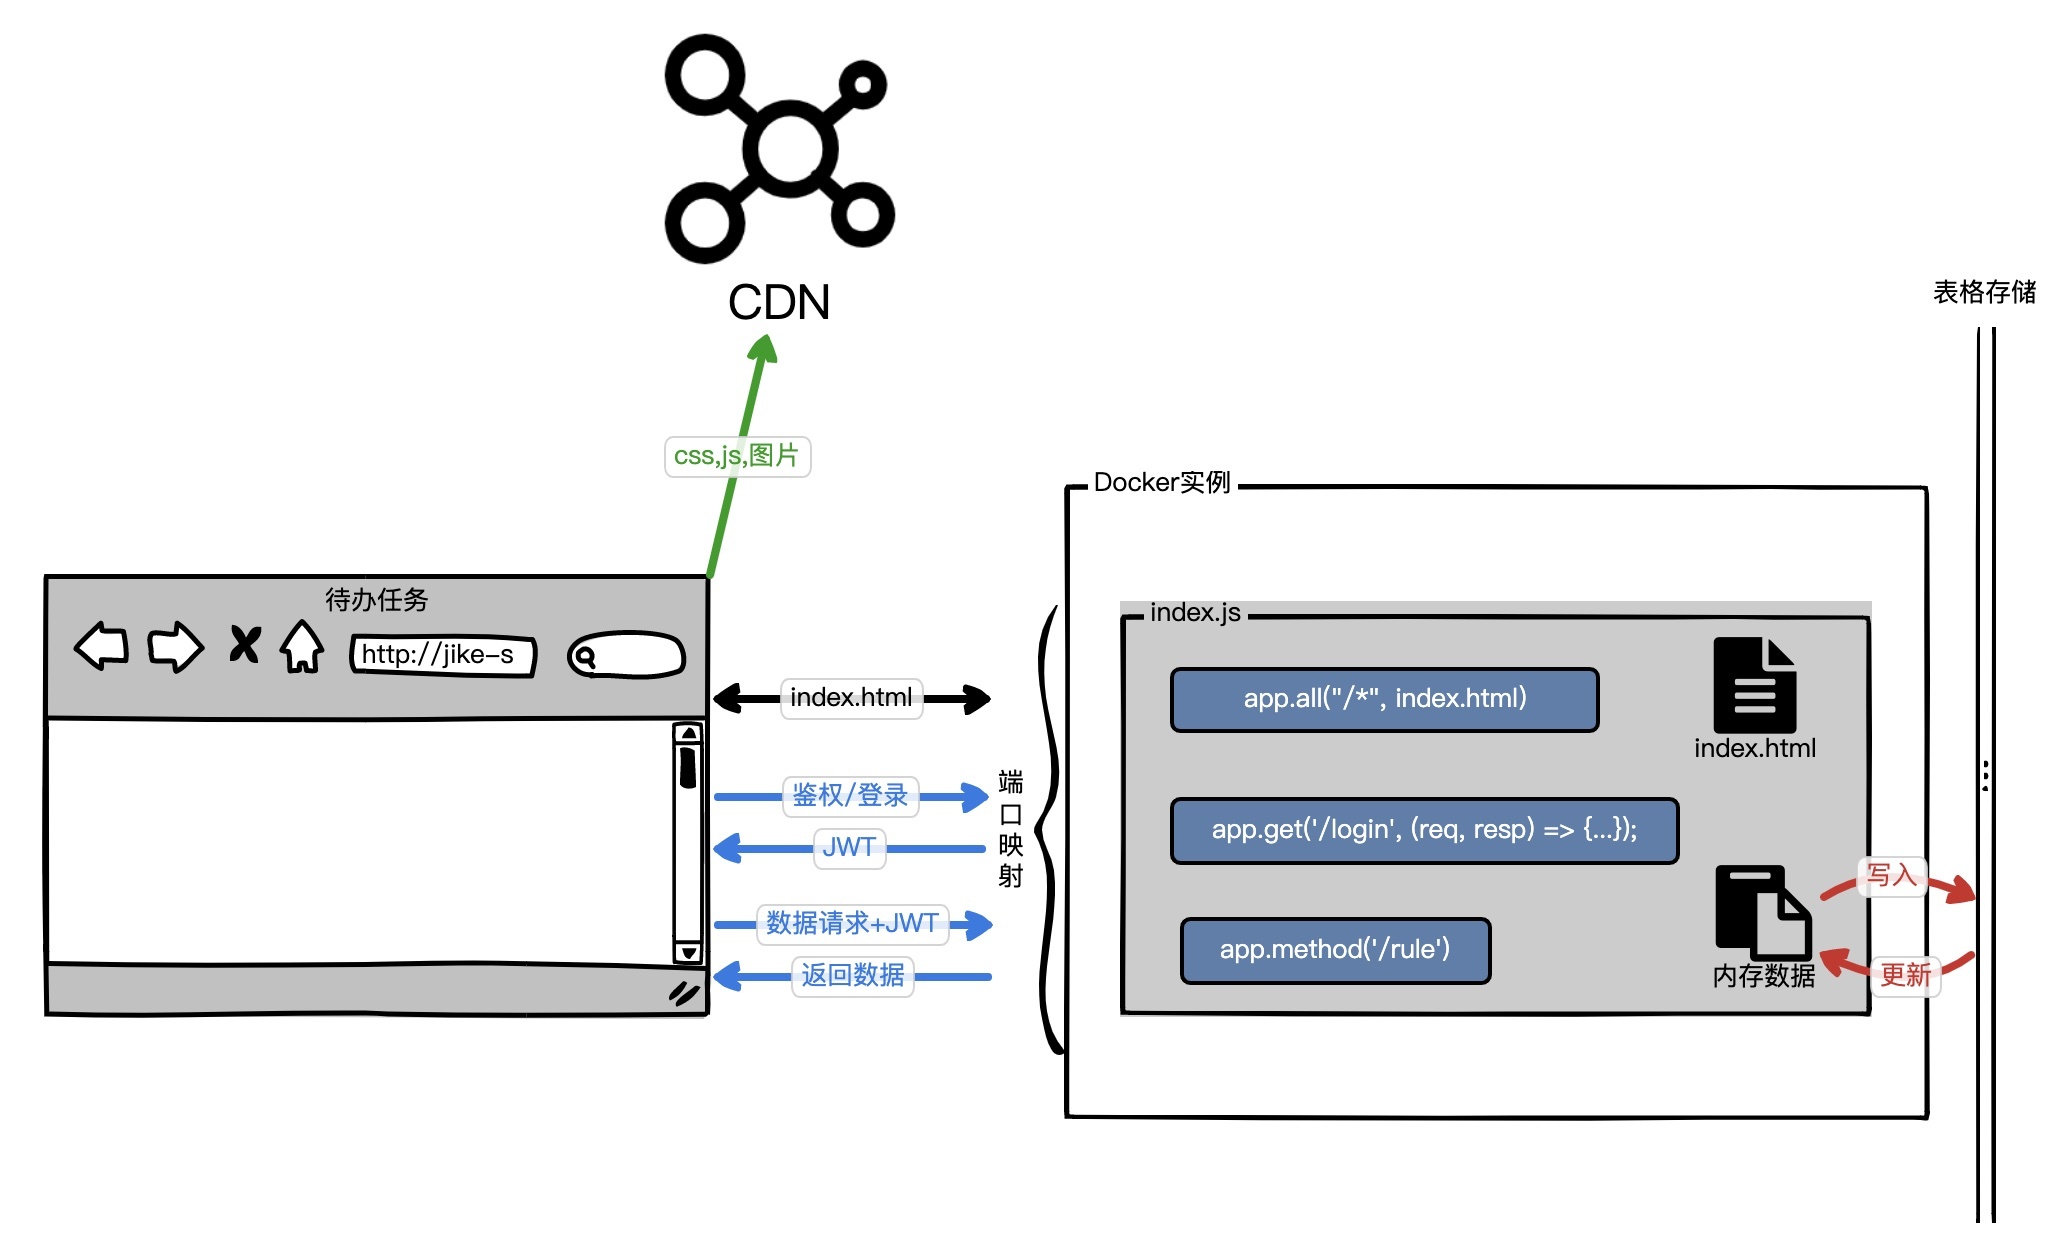 CDN
表格存储
css,js,图片
Docker实例
待办任务
http://jike-s
index.js
index.html
app.all("/*", index.html)
index.html
端口映射
鉴权/登录
app.get('/login', (req, resp) => {...});
JWT
写入
数据请求+JWT
app.method('/rule')
返回数据
内存数据
更新